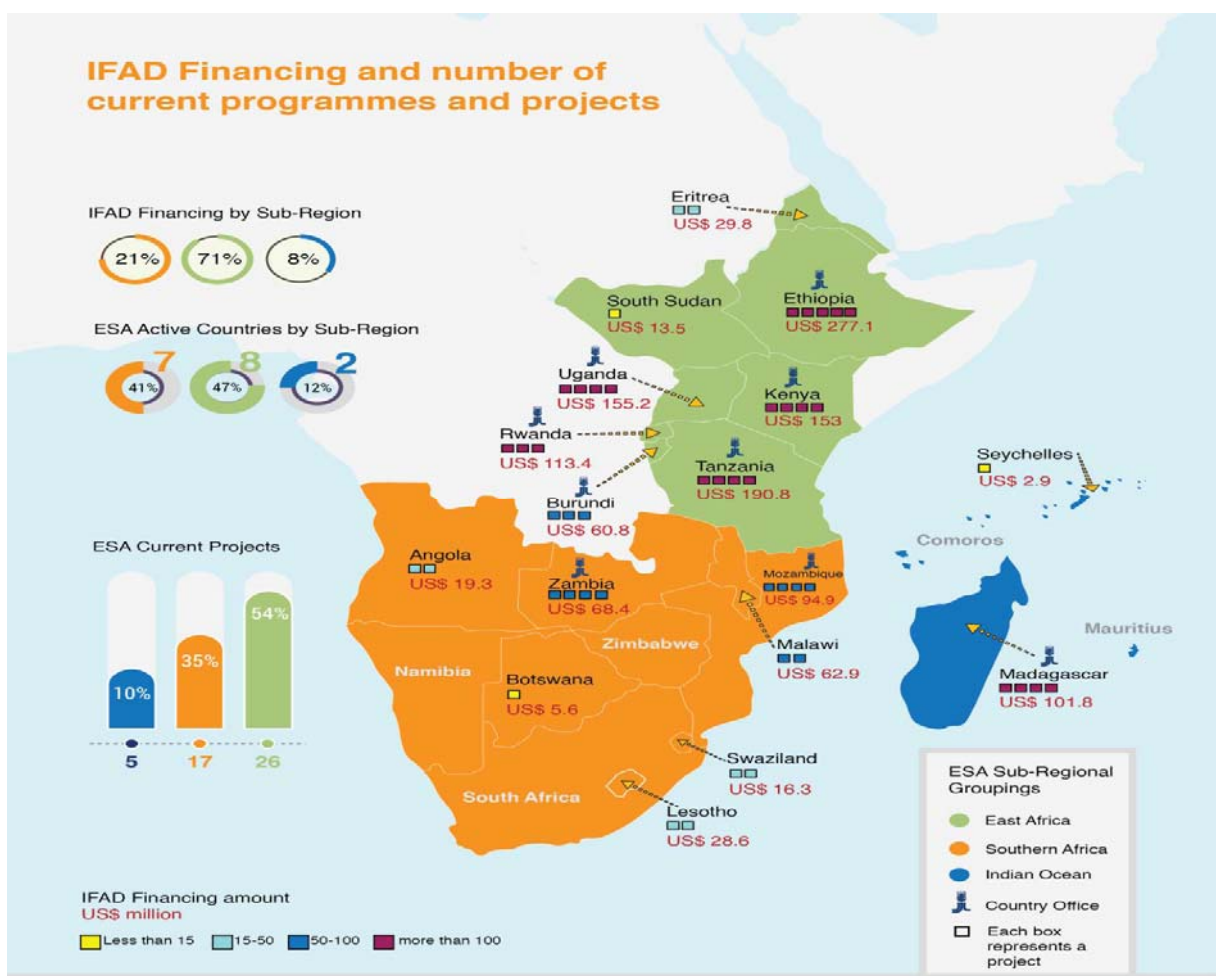 IFAD Financing and number of
current programmes and projects
IFAD Financing by Sub-Region
21%
71%
8%
ESA Active Countries by Sub-Region
7
41%
8
47%
2
12%
ESA Current Projects
10%
35%
54%
5
17
26
Eritrea
US$ 29.8
South Sudan
US$ 13.5
Ethiopia
US$ 277.1
Uganda
US$ 155.2
Kenya
US$ 153
Rwanda
US$ 113.4
Tanzania
US$ 190.8
Burundi
US$ 60.8
Seychelles
US$ 2.9
Comoros
Mauritius
Madagascar
US$ 101.8
Angola
US$ 19.3
Zambia
US$ 68.4
Mozambique
US$ 94.9
Malawi
US$ 62.9
Zimbabwe
Namibia
Botswana
US$ 5.6
Swaziland
US$ 16.3
South Africa
Lesotho
US$ 28.6
IFAD Financing amount
US$ million
Less than 15
15-50
50-100
more than 100
ESA Sub-Regional
Groupings
East Africa
Southern Africa
Indian Ocean
Country Office
Each box
represents a
project